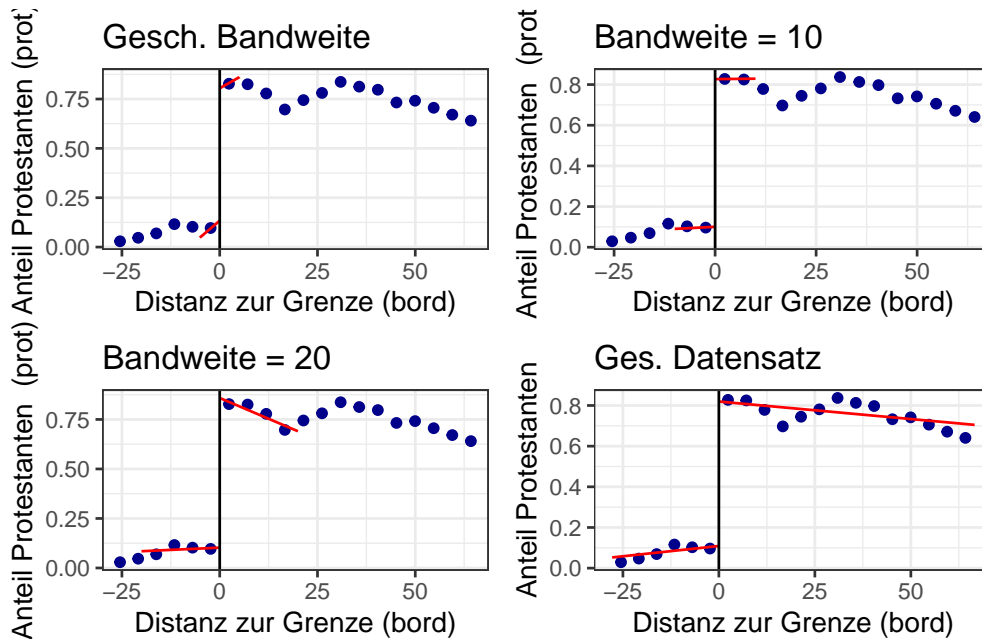 Gesch. Bandweite
Anteil Protestanten (prot)
0.75
0.50
0.25
0.00
−25 0 25 50
Distanz zur Grenze (bord)
Bandweite = 10
Anteil Protestanten (prot
0.8
0.6
0.4
0.2
0.0
−25 0 25 50
Distanz zur Grenze (bord)
Bandweite = 20
Anteil Protestanten (prot)
0.75
0.50
0.25
0.00
−25 0 25 50
Distanz zur Grenze (bord)
Ges. Datensatz
Anteil Protestanten
0.8
0.6
0.4
0.2
0.0
−25 0 25 50
Distanz zur Grenze (bord)